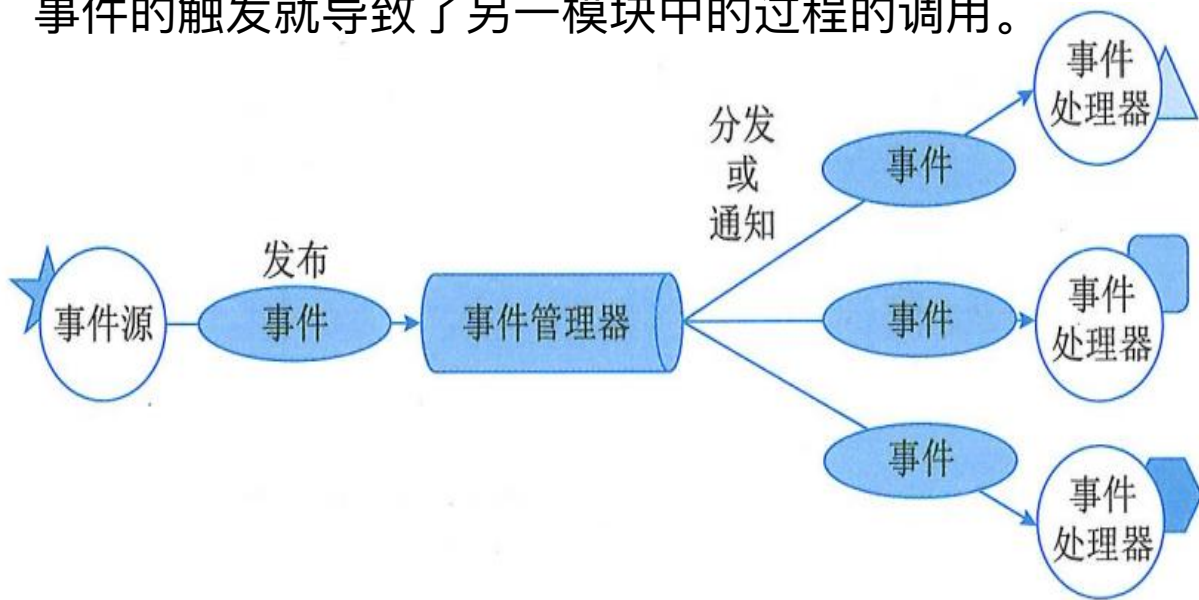 事件的触发就导致了另一模块中的过程的调用。
事件
处理器
分发
或
通知
事件
发布
事件源
事件
事件管理器
事件
事件
处理器
事件
事件
处理器